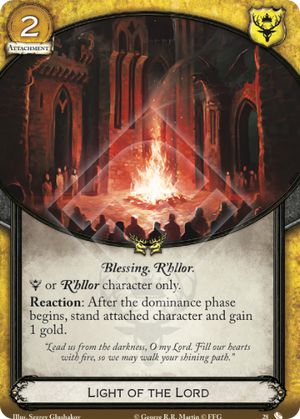 2
ATTACHMENT
Blessing. R'hllor.
or R'hllor character only.
Reaction: After the dominance phase
begins, stand attached character and gain
1 gold.
"Lead us from the darkness, O my Lord. Fill our hearts
with fire, so we may walk your shining path."
LIGHT OF THE LORD
Illus. Sergey Glushakov © George R.R. Martin © FFG 28